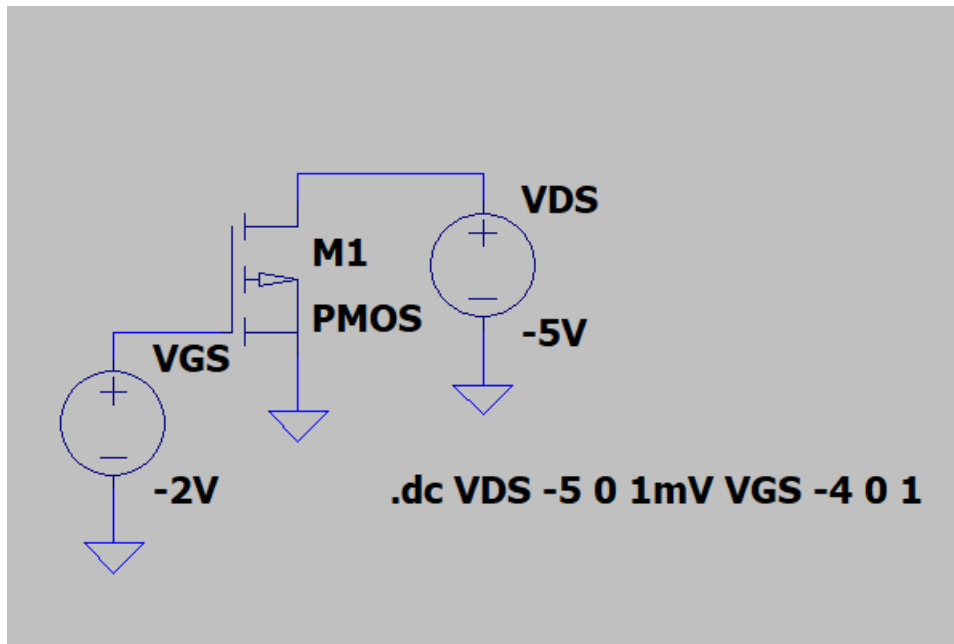 VDS
M1
PMOS
-5V
VGS
-2V
.dc VDS -5 0 1mV VGS -4 0 1